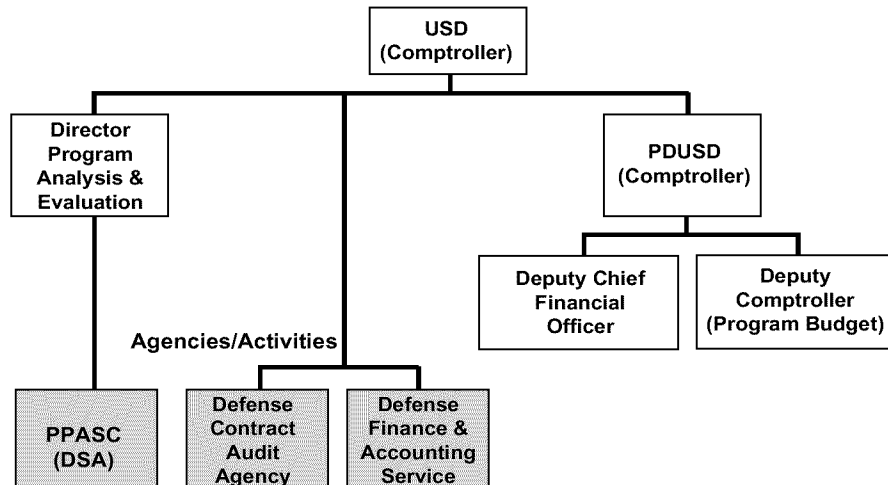 USD
(Comptroller)
Director
Program
Analysis &
Evaluation
PDUSD
(Comptroller)
Deputy Chief
Financial
Officer
Deputy
Comptroller
(Program Budget)
Agencies/Activities
PPASC
(DSA)
Defense
Contract
Audit
Agency
Defense
Finance &
Accounting
Service